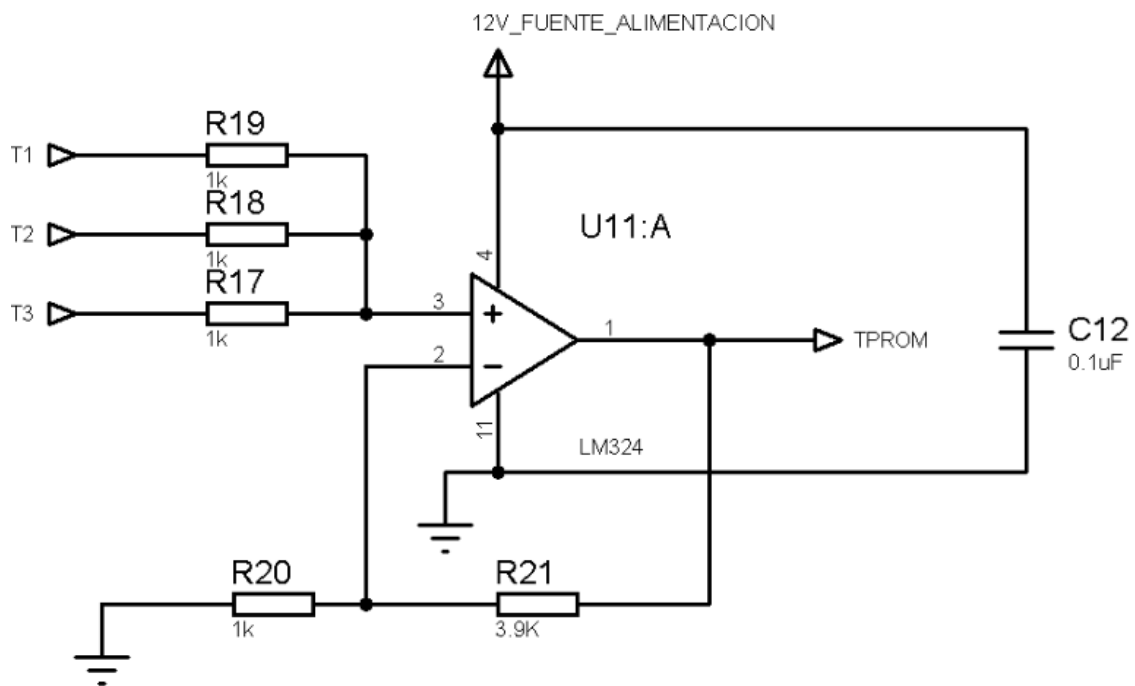 12V_FUENTE_ALIMENTACION
R19
T1
1k
R18
T2
1k
R17
T3
1k
U11:A
4
3
+
2
−
1
TPROM
11
LM324
C12
0.1uF
R20
1k
R21
3.9K